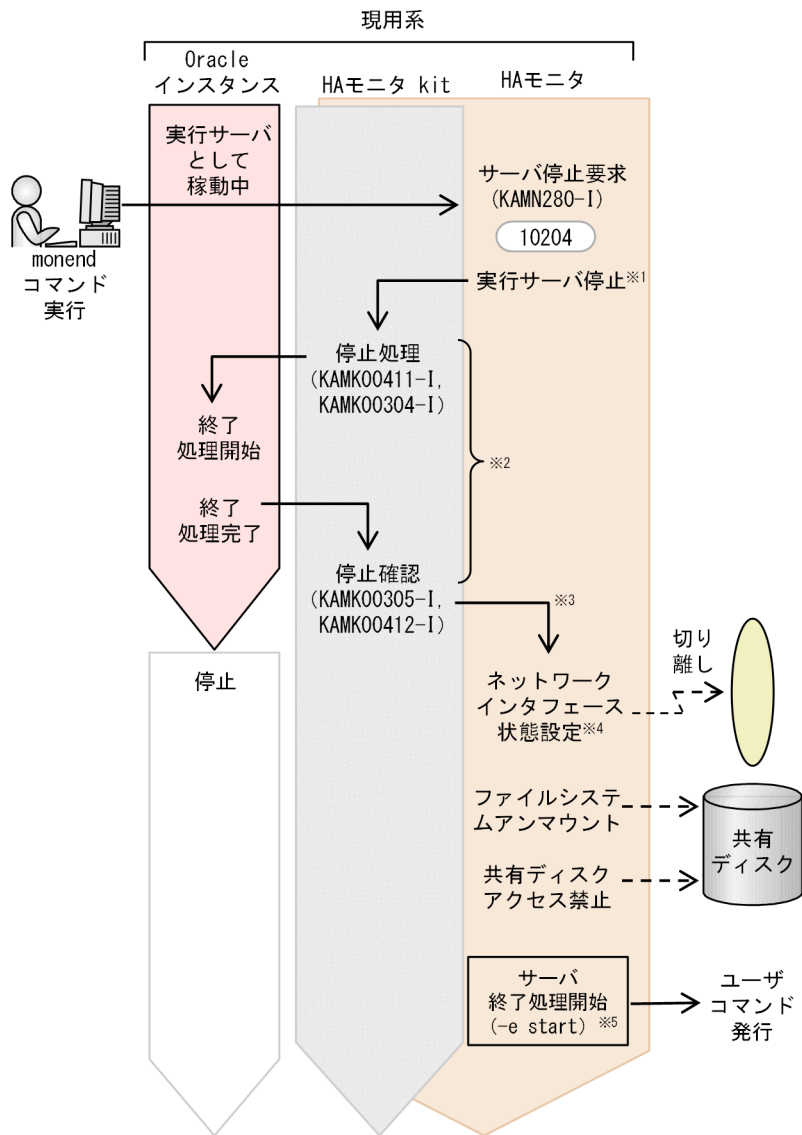 現用系
Oracle
インスタンス
HAモニタ kit
HAモニタ
実行サーバ
として
稼動中
サーバ停止要求
(KAMN280-I)
10204
monend
コマンド
実行
実行サーバ停止※1
停止処理
(KAMK00411-I,
KAMK00304-I)
終了
処理開始
※2
終了
処理完了
停止確認
(KAMK00305-I,
KAMK00412-I)
※3
切り
離し
停止
ネットワーク
インタフェース
状態設定※4
ファイルシステ
ムアンマウント
共有
ディスク
共有ディスク
アクセス禁止
サーバ
終了処理開始
(-e start) ※5
ユーザ
コマンド
発行